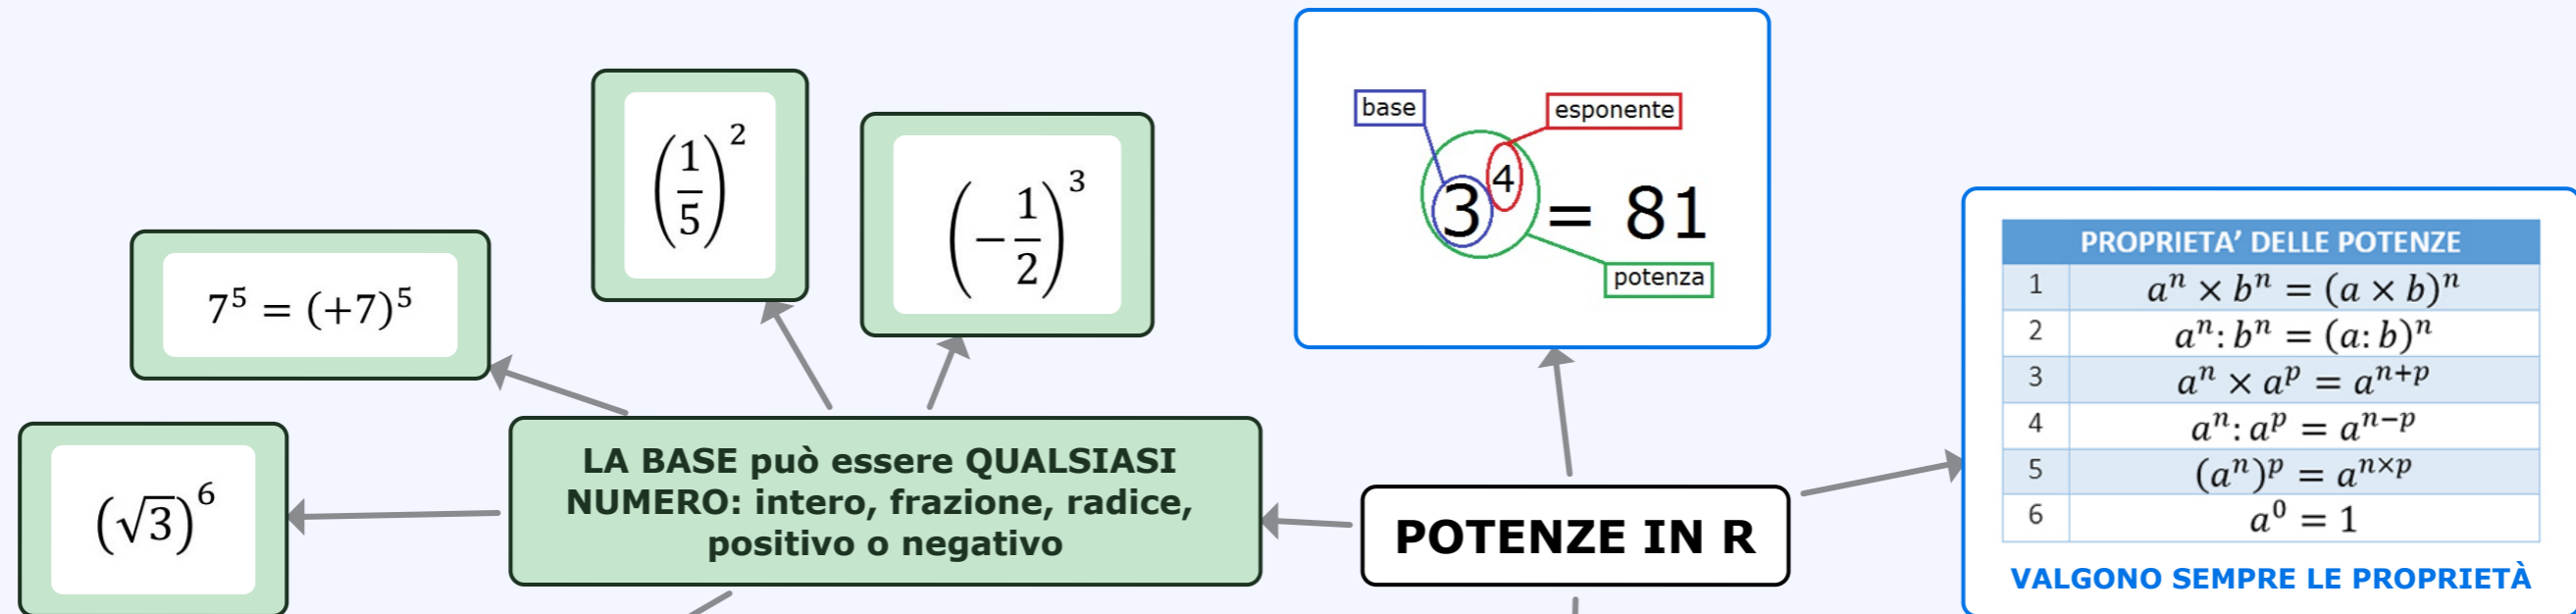 base
esponente
3⁴ = 81
potenza
(1/5)²
(−1/2)³
7⁵ = (+7)⁵
(√3)⁶
LA BASE può essere QUALSIASI
NUMERO: intero, frazione, radice,
positivo o negativo
POTENZE IN R
PROPRIETA’ DELLE POTENZE
1 aⁿ × bⁿ = (a × b)ⁿ
2 aⁿ: bⁿ = (a: b)ⁿ
3 aⁿ × aᵖ = aⁿ⁺ᵖ
4 aⁿ: aᵖ = aⁿ⁻ᵖ
5 (aⁿ)ᵖ = aⁿˣᵖ
6 a⁰ = 1
VALGONO SEMPRE LE PROPRIETÀ